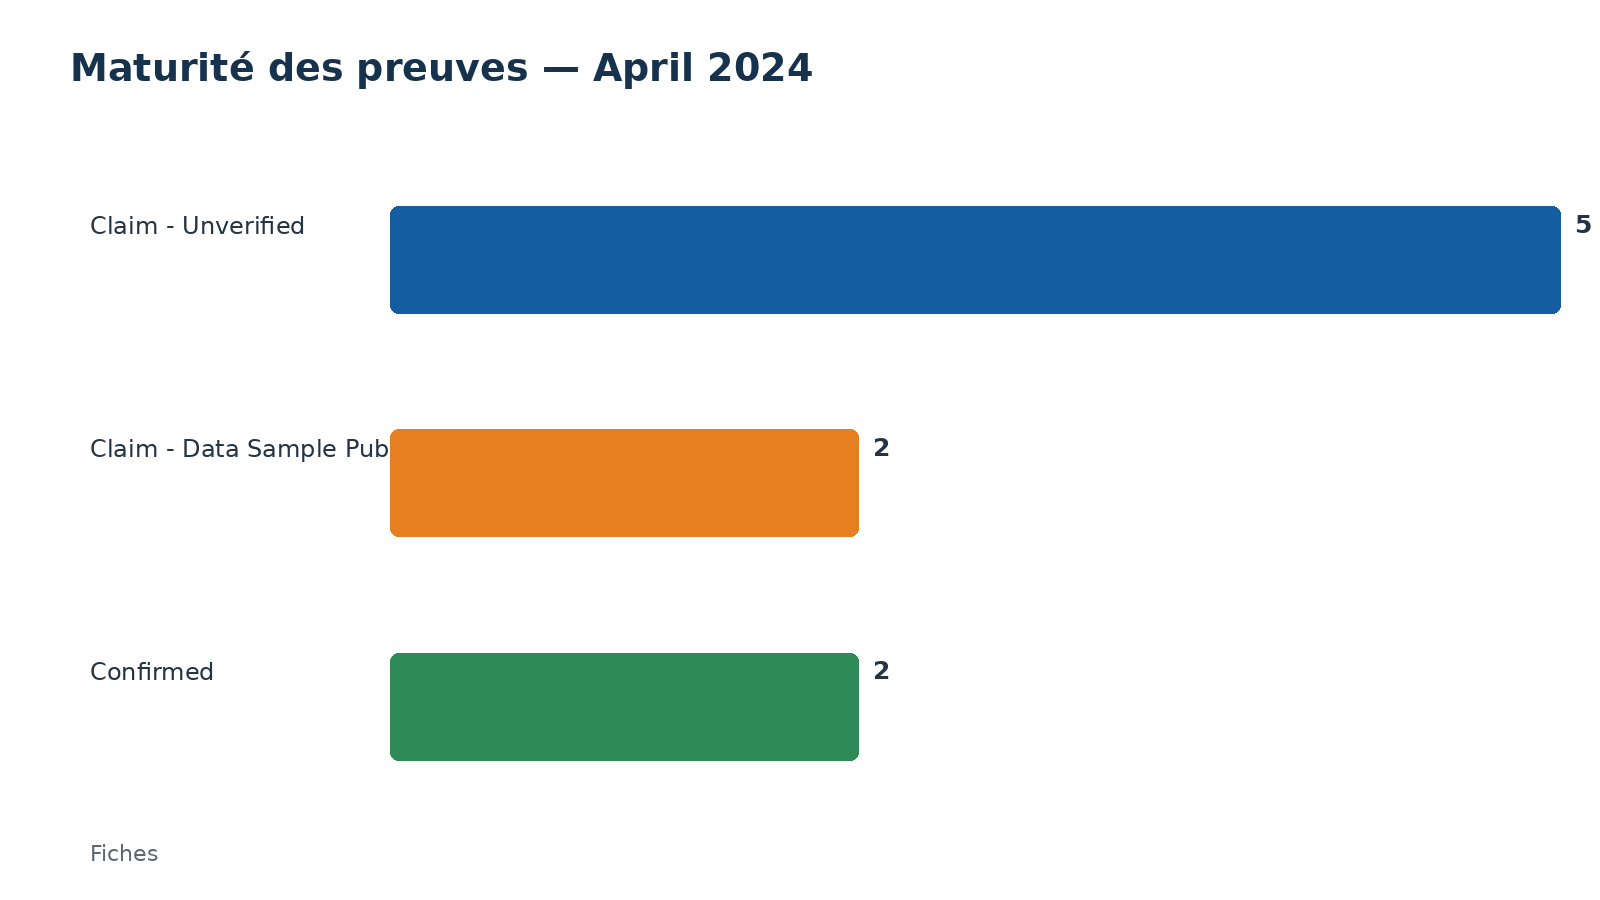 Maturité des preuves — April 2024
Claim - Unverified
5
Claim - Data Sample Pub
2
Confirmed
2
Fiches